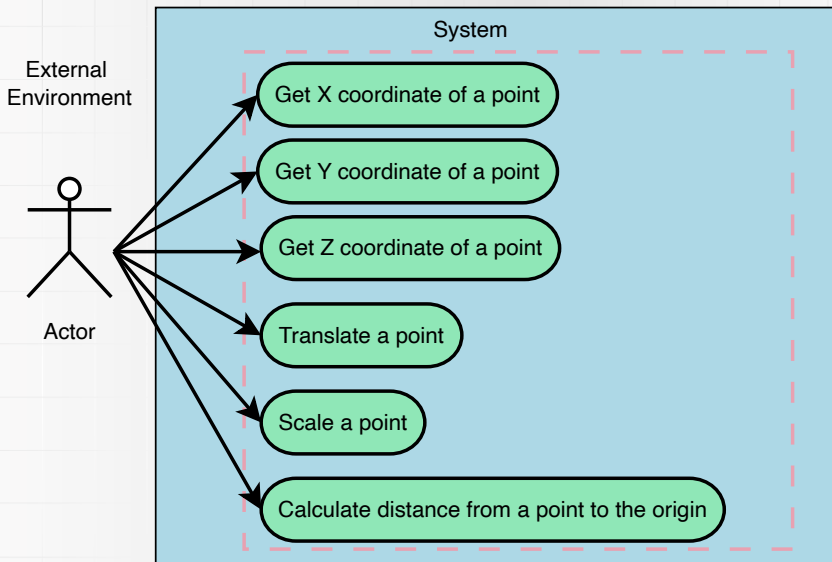 System
External
Environment
Get X coordinate of a point
Get Y coordinate of a point
Get Z coordinate of a point
Actor
Translate a point
Scale a point
Calculate distance from a point to the origin